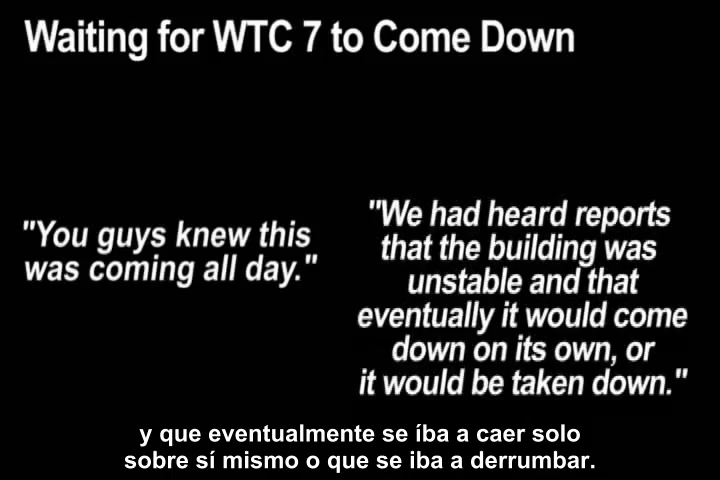 Waiting for WTC 7 to Come Down
"You guys knew this
was coming all day."
"We had heard reports
that the building was
unstable and that
eventually it would come
down on its own, or
it would be taken down."
y que eventualmente se íba a caer solo
sobre sí mismo o que se iba a derrumbar.